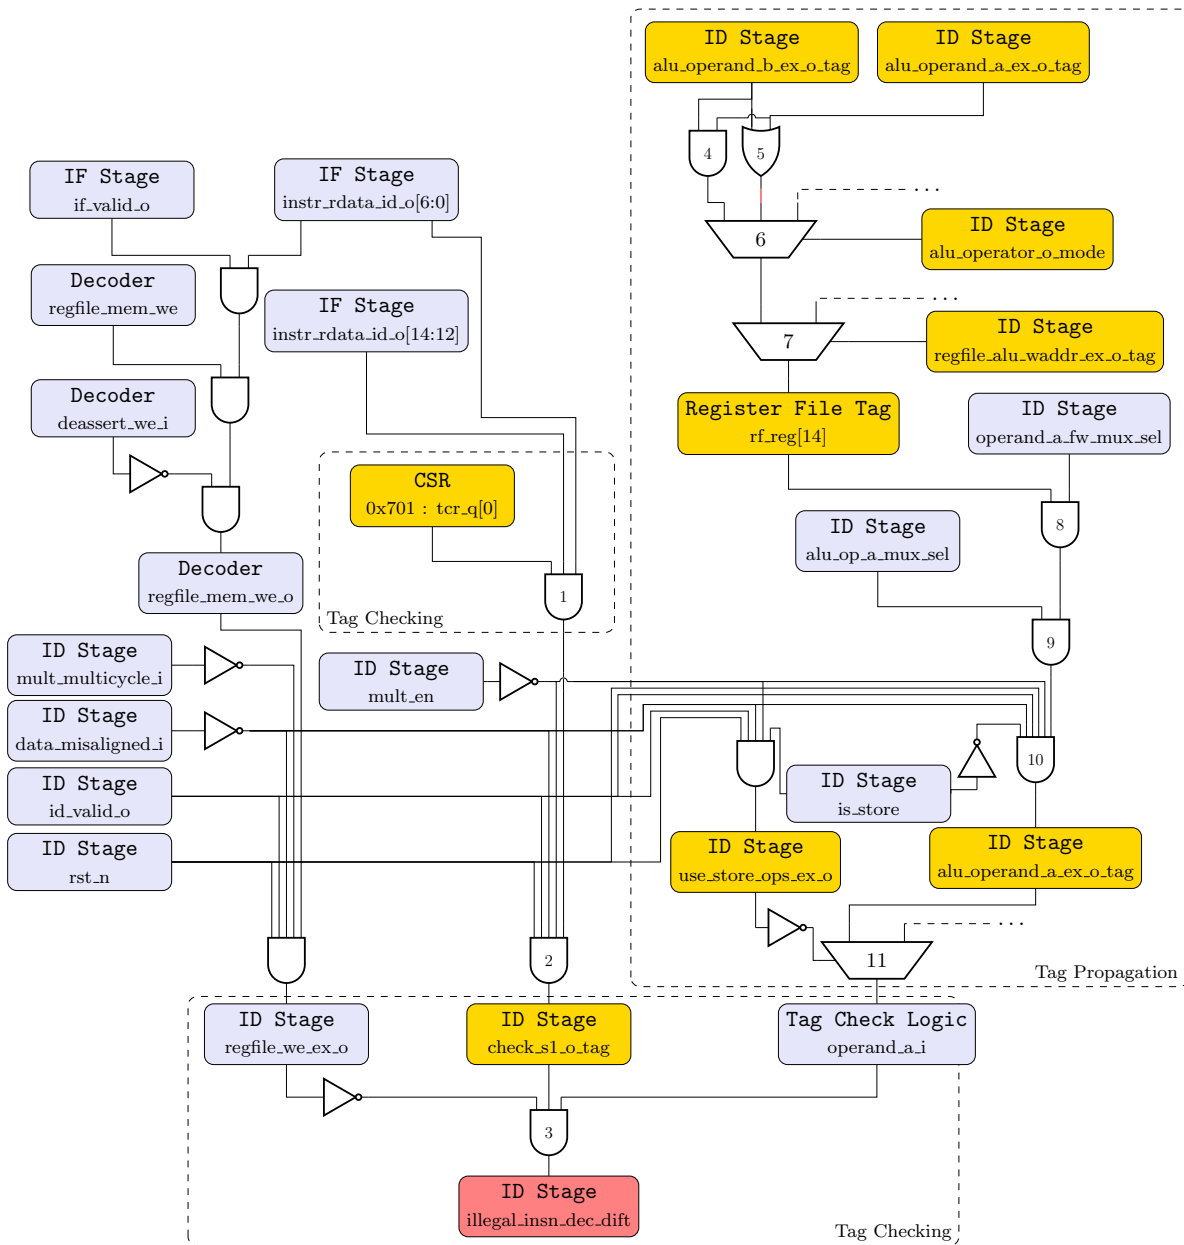 ID Stage
alu_operand_b_ex_o_tag
ID Stage
alu_operand_a_ex_o_tag
4
5
IF Stage
if_valid_o
IF Stage
instr_rdata_id_o[6:0]
...
6
ID Stage
alu_operator_o_mode
Decoder
regfile_mem_we
IF Stage
instr_rdata_id_o[14:12]
...
7
ID Stage
regfile_alu_waddr_ex_o_tag
Decoder
deassert_we_i
Register File Tag
rf_reg[14]
ID Stage
operand_a_fw_mux_sel
CSR
0x701 : tcr_q[0]
8
ID Stage
alu_op_a_mux_sel
Decoder
regfile_mem_we_o
1
Tag Checking
9
ID Stage
mult_multicycle_i
ID Stage
mult_en
ID Stage
data_misaligned_i
10
ID Stage
id_valid_o
ID Stage
is_store
ID Stage
rst_n
ID Stage
use_store_ops_ex_o
ID Stage
alu_operand_a_ex_o_tag
...
2
11
Tag Propagation
ID Stage
regfile_we_ex_o
ID Stage
check_s1_o_tag
Tag Check Logic
operand_a_i
3
ID Stage
illegal_insn_dec_dift
Tag Checking